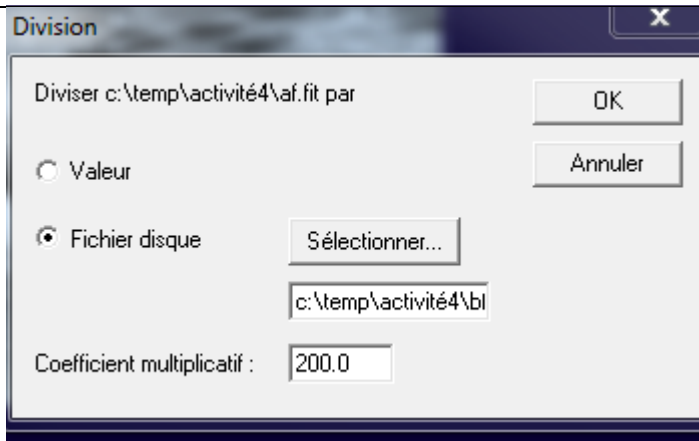 Division
Diviser c:\temp\activité4\af.fit par
OK
Annuler
Valeur
Fichier disque
Sélectionner...
c:\temp\activité4\bl
Coefficient multiplicatif :
200.0